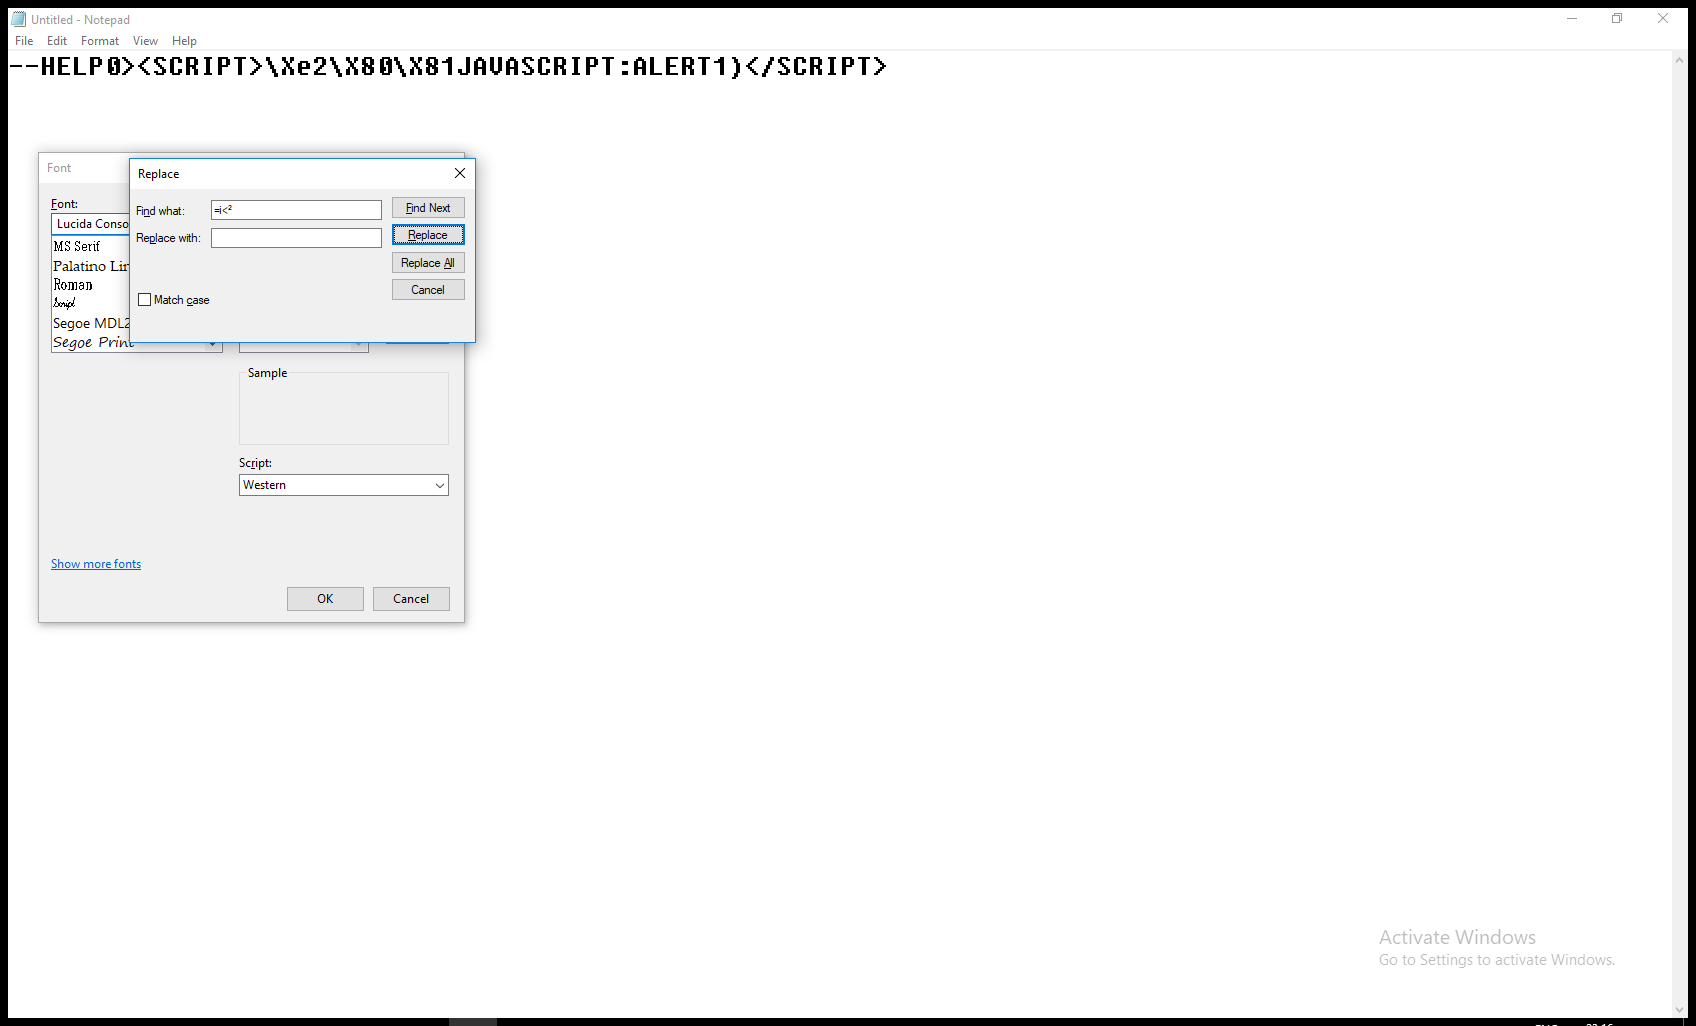 Untitled - Notepad
File Edit Format View Help
--HELP0><SCRIPT>\Xe2\X80\X81JAVASCRIPT:ALERT1)</SCRIPT>
Font
Replace
Font:
Lucida Conso
MS Serif
Palatino Lin
Roman
Script
Segoe MDL2
Segoe Print
Find what: =i<²
Find Next
Replace with:
Replace
Replace All
Cancel
Match case
Sample
Script:
Western
Show more fonts
OK
Cancel
Activate Windows
Go to Settings to activate Windows.